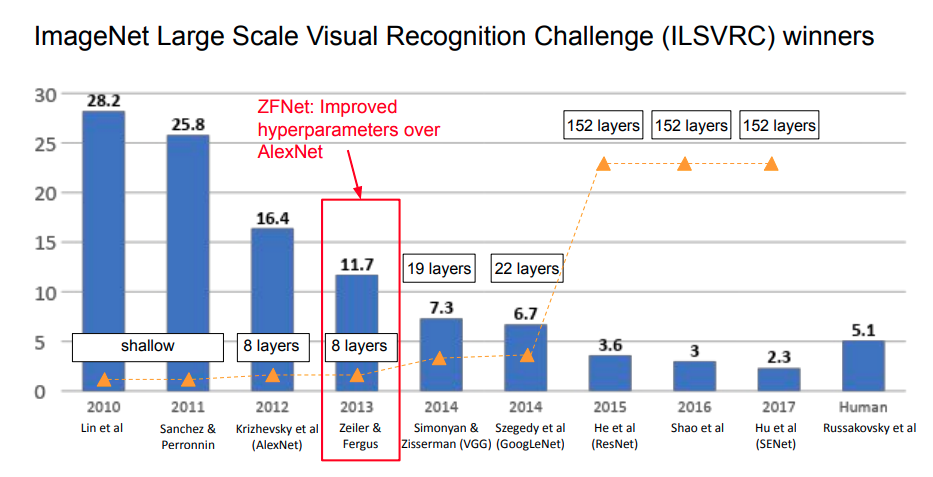 ImageNet Large Scale Visual Recognition Challenge (ILSVRC) winners
30
25
20
15
10
5
0
28.2
25.8
16.4
11.7
7.3
6.7
3.6
3
2.3
5.1
ZFNet: Improved
hyperparameters over
AlexNet
shallow
8 layers
8 layers
19 layers
22 layers
152 layers
152 layers
152 layers
2010
2011
2012
2013
2014
2014
2015
2016
2017
Human
Lin et al
Sanchez &
Perronnin
Krizhevsky et al
(AlexNet)
Zeiler &
Fergus
Simonyan &
Zisserman (VGG)
Szegedy et al
(GoogLeNet)
He et al
(ResNet)
Shao et al
Hu et al
(SENet)
Russakovsky et al